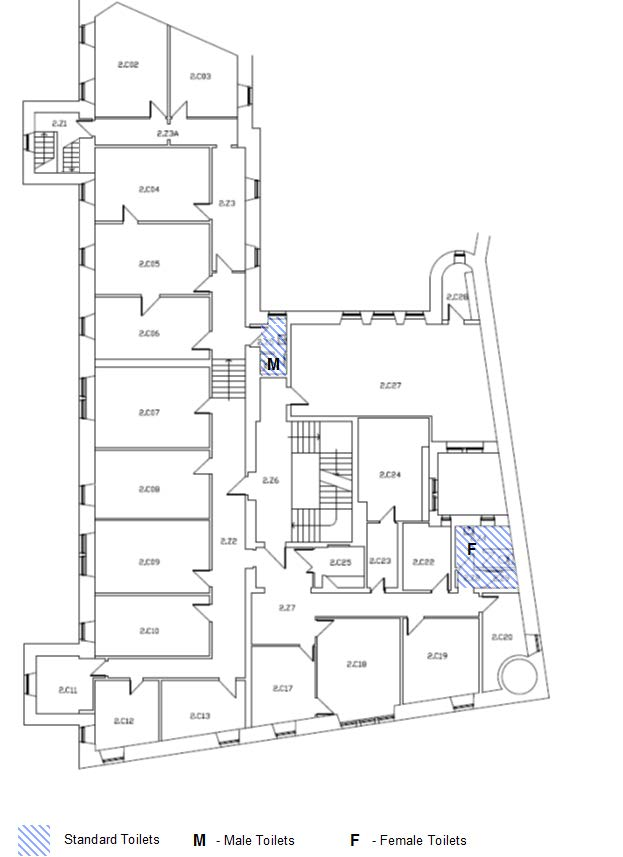 2.C02
2.C03
2.Z1
2.Z3A
2.C04
2.Z3
2.C05
2.C28
2.C06
M
2.C27
2.C07
2.C24
2.Z6
2.C08
2.Z2
F
2.C09
2.C25
2.C23
2.C22
2.Z7
2.C10
2.C20
2.C18
2.C19
2.C11
2.C17
2.C12
2.C13
Standard Toilets
M - Male Toilets
F - Female Toilets